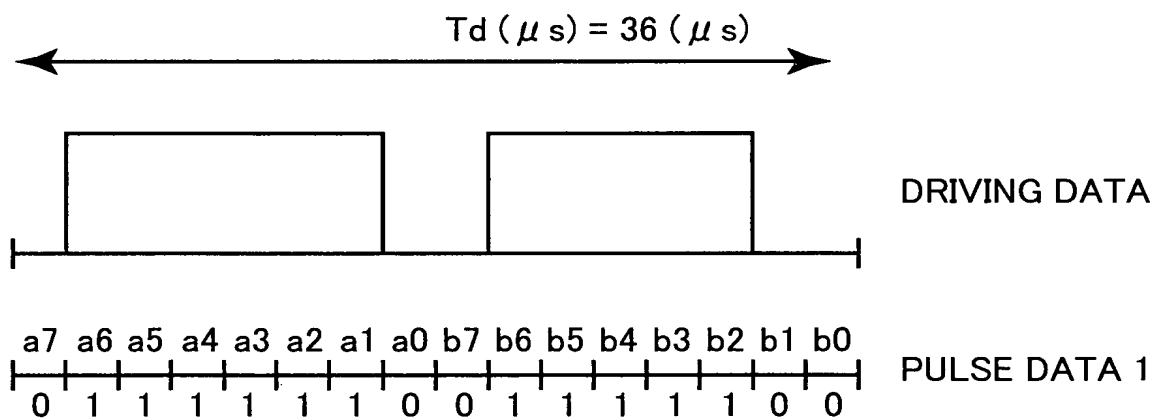 Td (μs) = 36 (μs)
DRIVING DATA
a7 a6 a5 a4 a3 a2 a1 a0 b7 b6 b5 b4 b3 b2 b1 b0
PULSE DATA 1
0 1 1 1 1 1 1 0 0 1 1 1 1 1 0 0